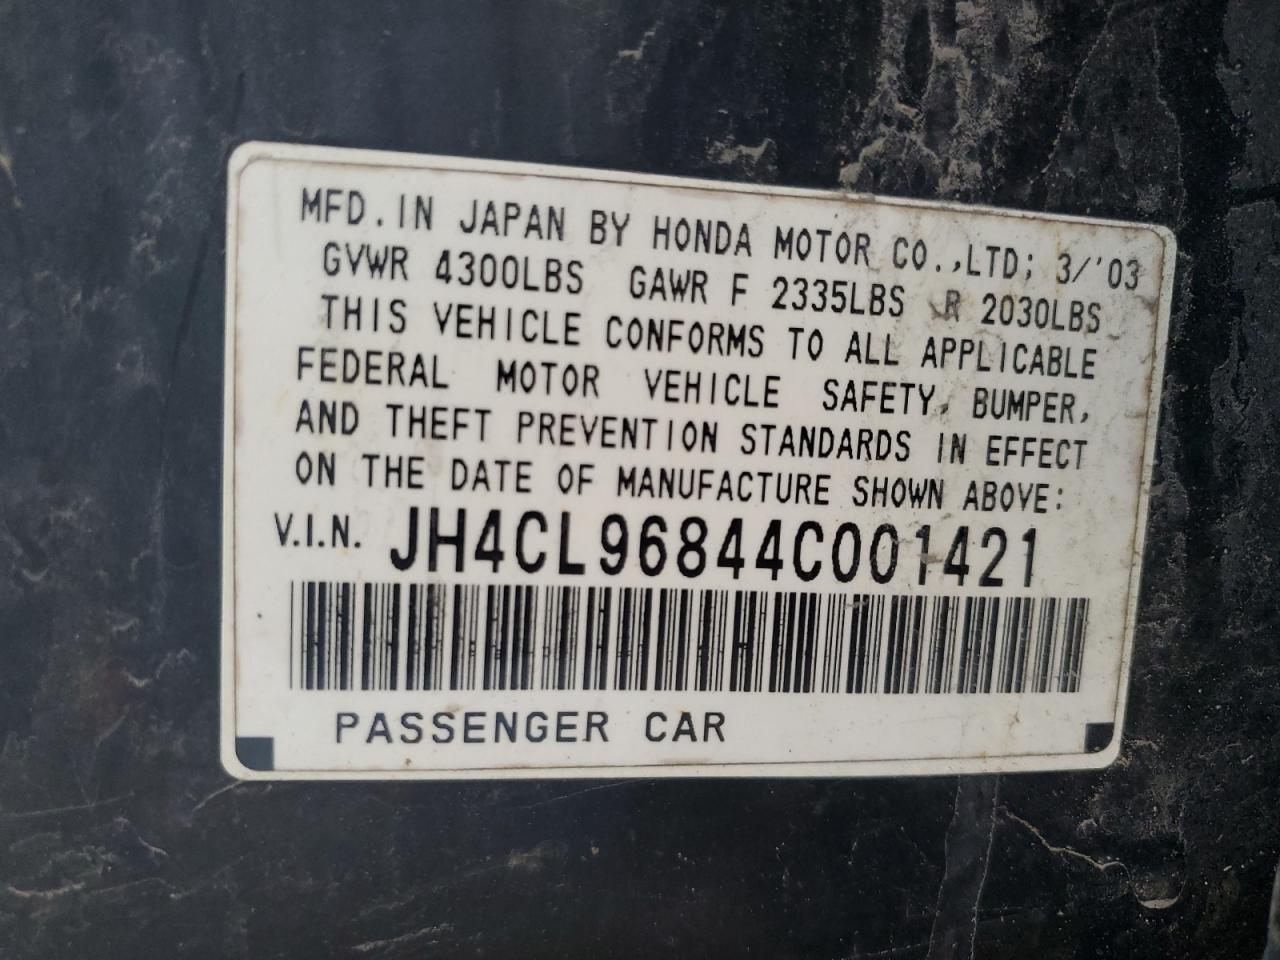 MFD.IN JAPAN BY HONDA MOTOR CO.,LTD; 3/'03
GVWR 4300LBS GAWR F 2335LBS R 2030LBS
THIS VEHICLE CONFORMS TO ALL APPLICABLE
FEDERAL MOTOR VEHICLE SAFETY, BUMPER,
AND THEFT PREVENTION STANDARDS IN EFFECT
ON THE DATE OF MANUFACTURE SHOWN ABOVE:
V.I.N. JH4CL96844C001421
PASSENGER CAR